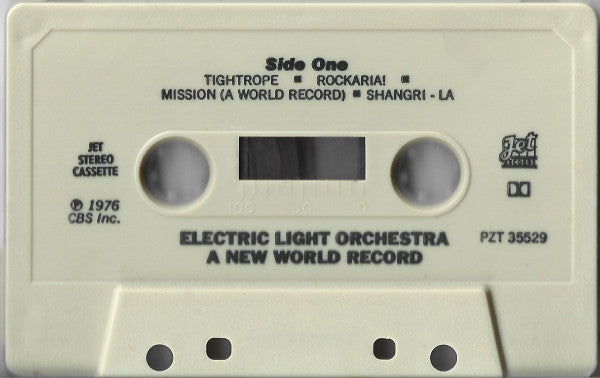 Side One
TIGHTROPE ■ ROCKARIA! ■
MISSION (A WORLD RECORD) ■ SHANGRI - LA
JET
STEREO
CASSETTE
Jet
RECORDS
℗ 1976
CBS Inc.
100 50 0
ELECTRIC LIGHT ORCHESTRA
A NEW WORLD RECORD
PZT 35529